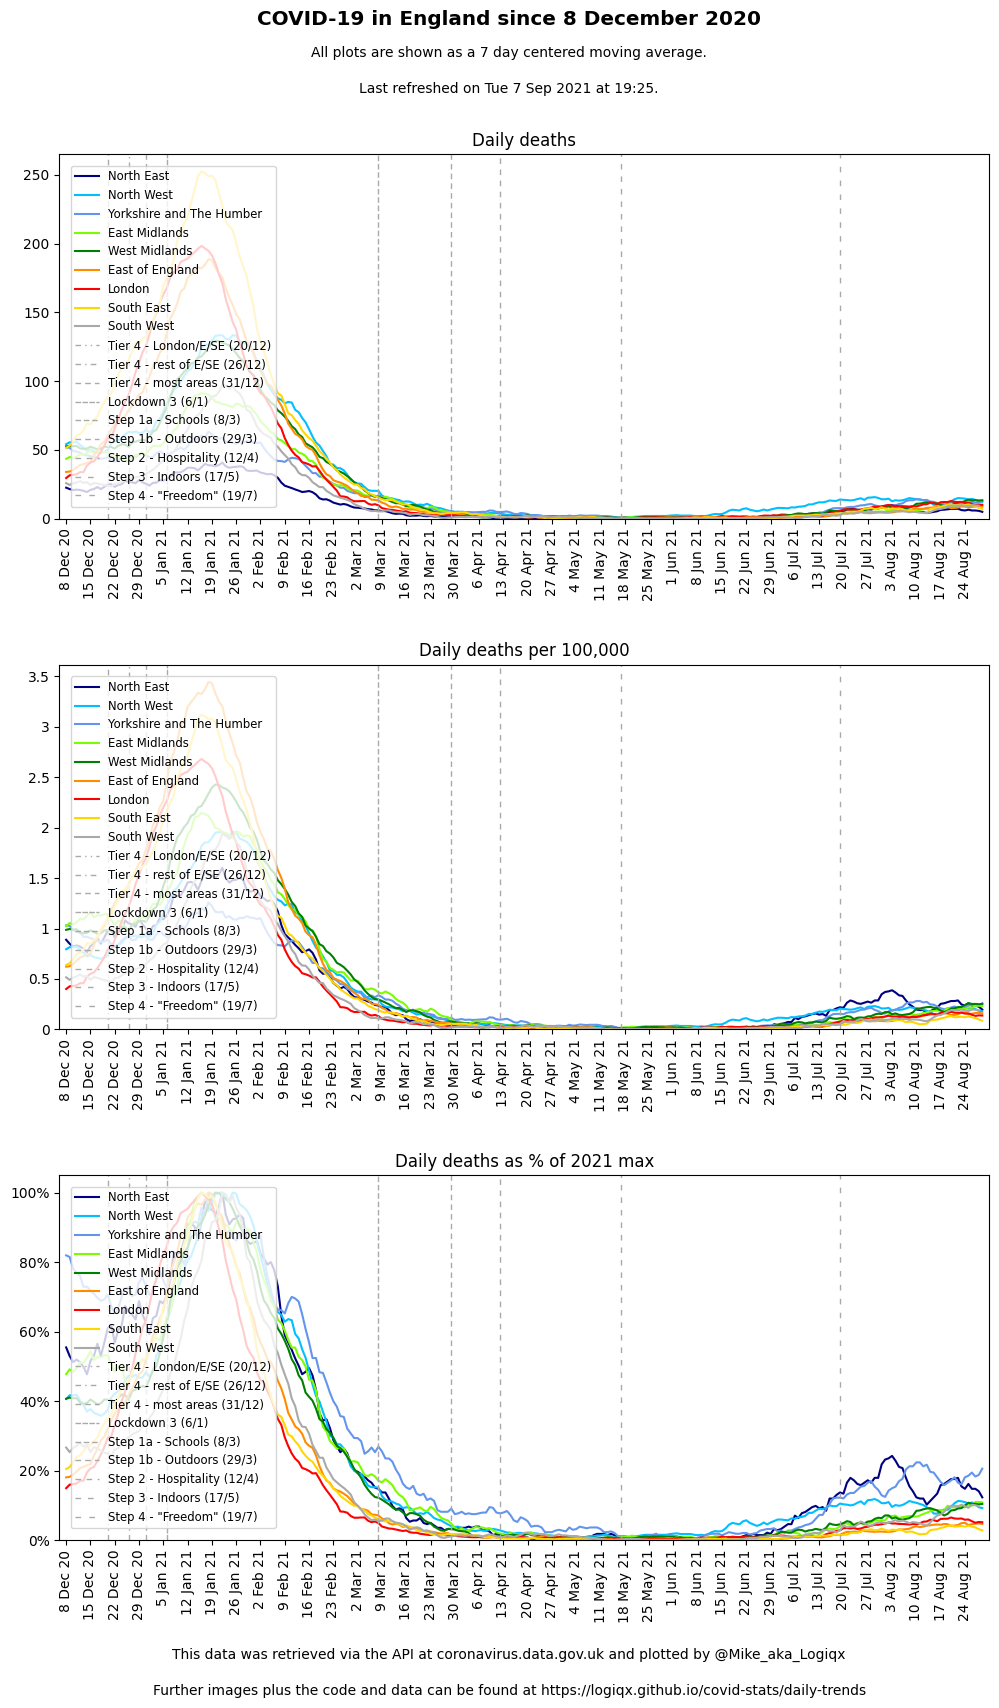 COVID-19 in England since 8 December 2020
All plots are shown as a 7 day centered moving average.
Last refreshed on Tue 7 Sep 2021 at 19:25.
Daily deaths
250
200
150
100
50
0
North East
North West
Yorkshire and The Humber
East Midlands
West Midlands
East of England
London
South East
South West
Tier 4 - London/E/SE (20/12)
Tier 4 - rest of E/SE (26/12)
Tier 4 - most areas (31/12)
Lockdown 3 (6/1)
Step 1a - Schools (8/3)
Step 1b - Outdoors (29/3)
Step 2 - Hospitality (12/4)
Step 3 - Indoors (17/5)
Step 4 - "Freedom" (19/7)
8 Dec 20
15 Dec 20
22 Dec 20
29 Dec 20
5 Jan 21
12 Jan 21
19 Jan 21
26 Jan 21
2 Feb 21
9 Feb 21
16 Feb 21
23 Feb 21
2 Mar 21
9 Mar 21
16 Mar 21
23 Mar 21
30 Mar 21
6 Apr 21
13 Apr 21
20 Apr 21
27 Apr 21
4 May 21
11 May 21
18 May 21
25 May 21
1 Jun 21
8 Jun 21
15 Jun 21
22 Jun 21
29 Jun 21
6 Jul 21
13 Jul 21
20 Jul 21
27 Jul 21
3 Aug 21
10 Aug 21
17 Aug 21
24 Aug 21
Daily deaths per 100,000
3.5
3
2.5
2
1.5
1
0.5
0
North East
North West
Yorkshire and The Humber
East Midlands
West Midlands
East of England
London
South East
South West
Tier 4 - London/E/SE (20/12)
Tier 4 - rest of E/SE (26/12)
Tier 4 - most areas (31/12)
Lockdown 3 (6/1)
Step 1a - Schools (8/3)
Step 1b - Outdoors (29/3)
Step 2 - Hospitality (12/4)
Step 3 - Indoors (17/5)
Step 4 - "Freedom" (19/7)
8 Dec 20
15 Dec 20
22 Dec 20
29 Dec 20
5 Jan 21
12 Jan 21
19 Jan 21
26 Jan 21
2 Feb 21
9 Feb 21
16 Feb 21
23 Feb 21
2 Mar 21
9 Mar 21
16 Mar 21
23 Mar 21
30 Mar 21
6 Apr 21
13 Apr 21
20 Apr 21
27 Apr 21
4 May 21
11 May 21
18 May 21
25 May 21
1 Jun 21
8 Jun 21
15 Jun 21
22 Jun 21
29 Jun 21
6 Jul 21
13 Jul 21
20 Jul 21
27 Jul 21
3 Aug 21
10 Aug 21
17 Aug 21
24 Aug 21
Daily deaths as % of 2021 max
100%
80%
60%
40%
20%
0%
North East
North West
Yorkshire and The Humber
East Midlands
West Midlands
East of England
London
South East
South West
Tier 4 - London/E/SE (20/12)
Tier 4 - rest of E/SE (26/12)
Tier 4 - most areas (31/12)
Lockdown 3 (6/1)
Step 1a - Schools (8/3)
Step 1b - Outdoors (29/3)
Step 2 - Hospitality (12/4)
Step 3 - Indoors (17/5)
Step 4 - "Freedom" (19/7)
8 Dec 20
15 Dec 20
22 Dec 20
29 Dec 20
5 Jan 21
12 Jan 21
19 Jan 21
26 Jan 21
2 Feb 21
9 Feb 21
16 Feb 21
23 Feb 21
2 Mar 21
9 Mar 21
16 Mar 21
23 Mar 21
30 Mar 21
6 Apr 21
13 Apr 21
20 Apr 21
27 Apr 21
4 May 21
11 May 21
18 May 21
25 May 21
1 Jun 21
8 Jun 21
15 Jun 21
22 Jun 21
29 Jun 21
6 Jul 21
13 Jul 21
20 Jul 21
27 Jul 21
3 Aug 21
10 Aug 21
17 Aug 21
24 Aug 21
This data was retrieved via the API at coronavirus.data.gov.uk and plotted by @Mike_aka_Logiqx
Further images plus the code and data can be found at https://logiqx.github.io/covid-stats/daily-trends